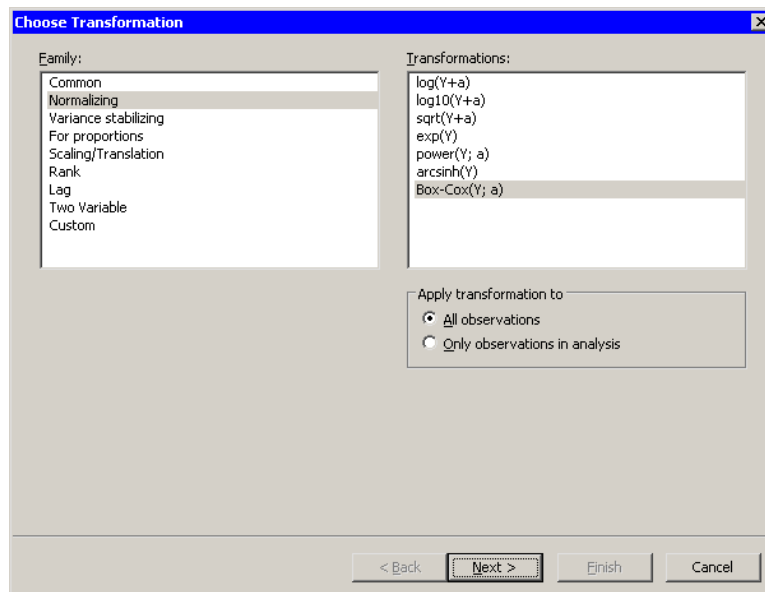 Choose Transformation
Family:
Common
Normalizing
Variance stabilizing
For proportions
Scaling/Translation
Rank
Lag
Two Variable
Custom
Transformations:
log(Y+a)
log10(Y+a)
sqrt(Y+a)
exp(Y)
power(Y; a)
arcsinh(Y)
Box-Cox(Y; a)
Apply transformation to
All observations
Only observations in analysis
< Back Next > Finish Cancel